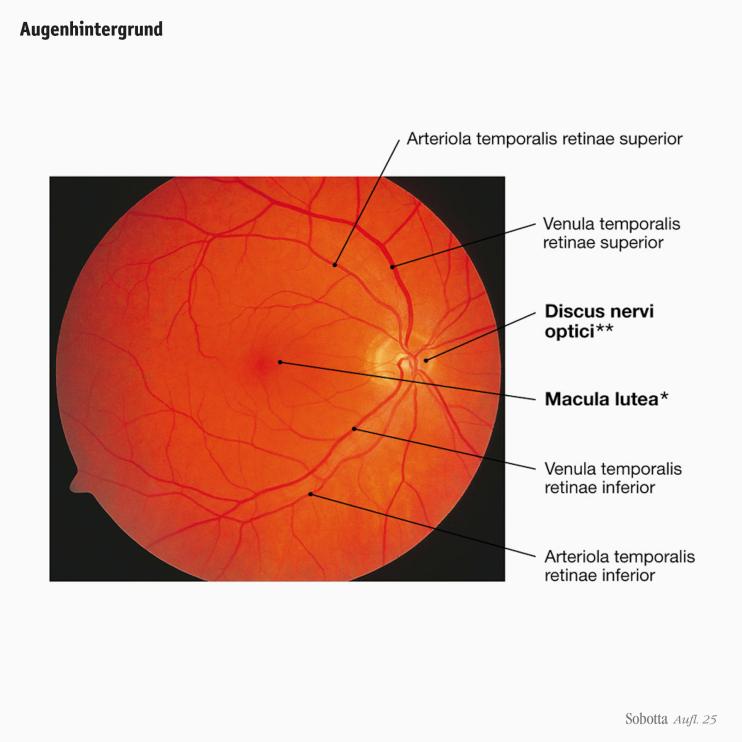 Augenhintergrund
Arteriola temporalis retinae superior
Venula temporalis
retinae superior
Discus nervi
optici**
Macula lutea*
Venula temporalis
retinae inferior
Arteriola temporalis
retinae inferior
Sobotta Aufl. 25